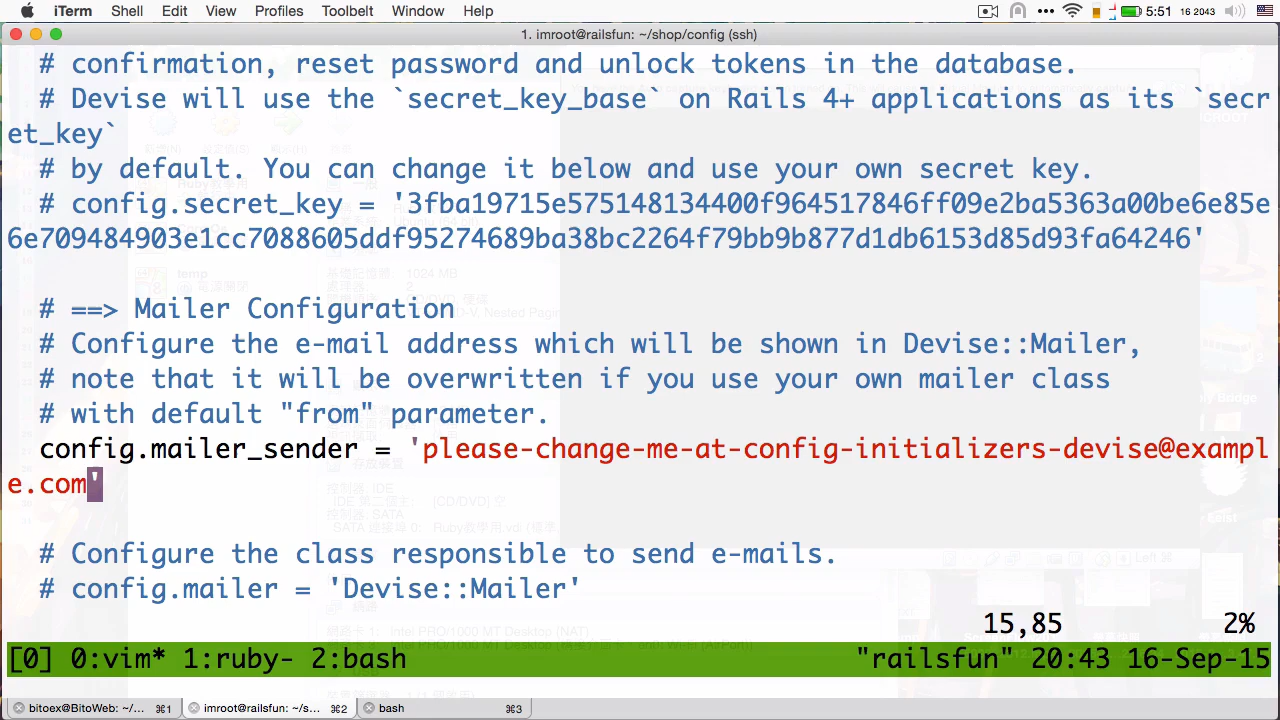 iTerm Shell Edit View Profiles Toolbelt Window Help 5:51 16 2043
1. imroot@railsfun: ~/shop/config (ssh)
# confirmation, reset password and unlock tokens in the database.
# Devise will use the `secret_key_base` on Rails 4+ applications as its `secr
et_key`
# by default. You can change it below and use your own secret key.
# config.secret_key = '3fba19715e575148134400f964517846ff09e2ba5363a00be6e85e
6e709484903e1cc7088605ddf95274689ba38bc2264f79bb9b877d1db6153d85d93fa64246'
# ==> Mailer Configuration
# Configure the e-mail address which will be shown in Devise::Mailer,
# note that it will be overwritten if you use your own mailer class
# with default "from" parameter.
config.mailer_sender = 'please-change-me-at-config-initializers-devise@exampl
e.com'
# Configure the class responsible to send e-mails.
# config.mailer = 'Devise::Mailer'
15,85 2%
[0] 0:vim* 1:ruby- 2:bash "railsfun" 20:43 16-Sep-15
bitoex@BitoWeb: ~/... ⌘1 imroot@railsfun: ~/s... ⌘2 bash ⌘3